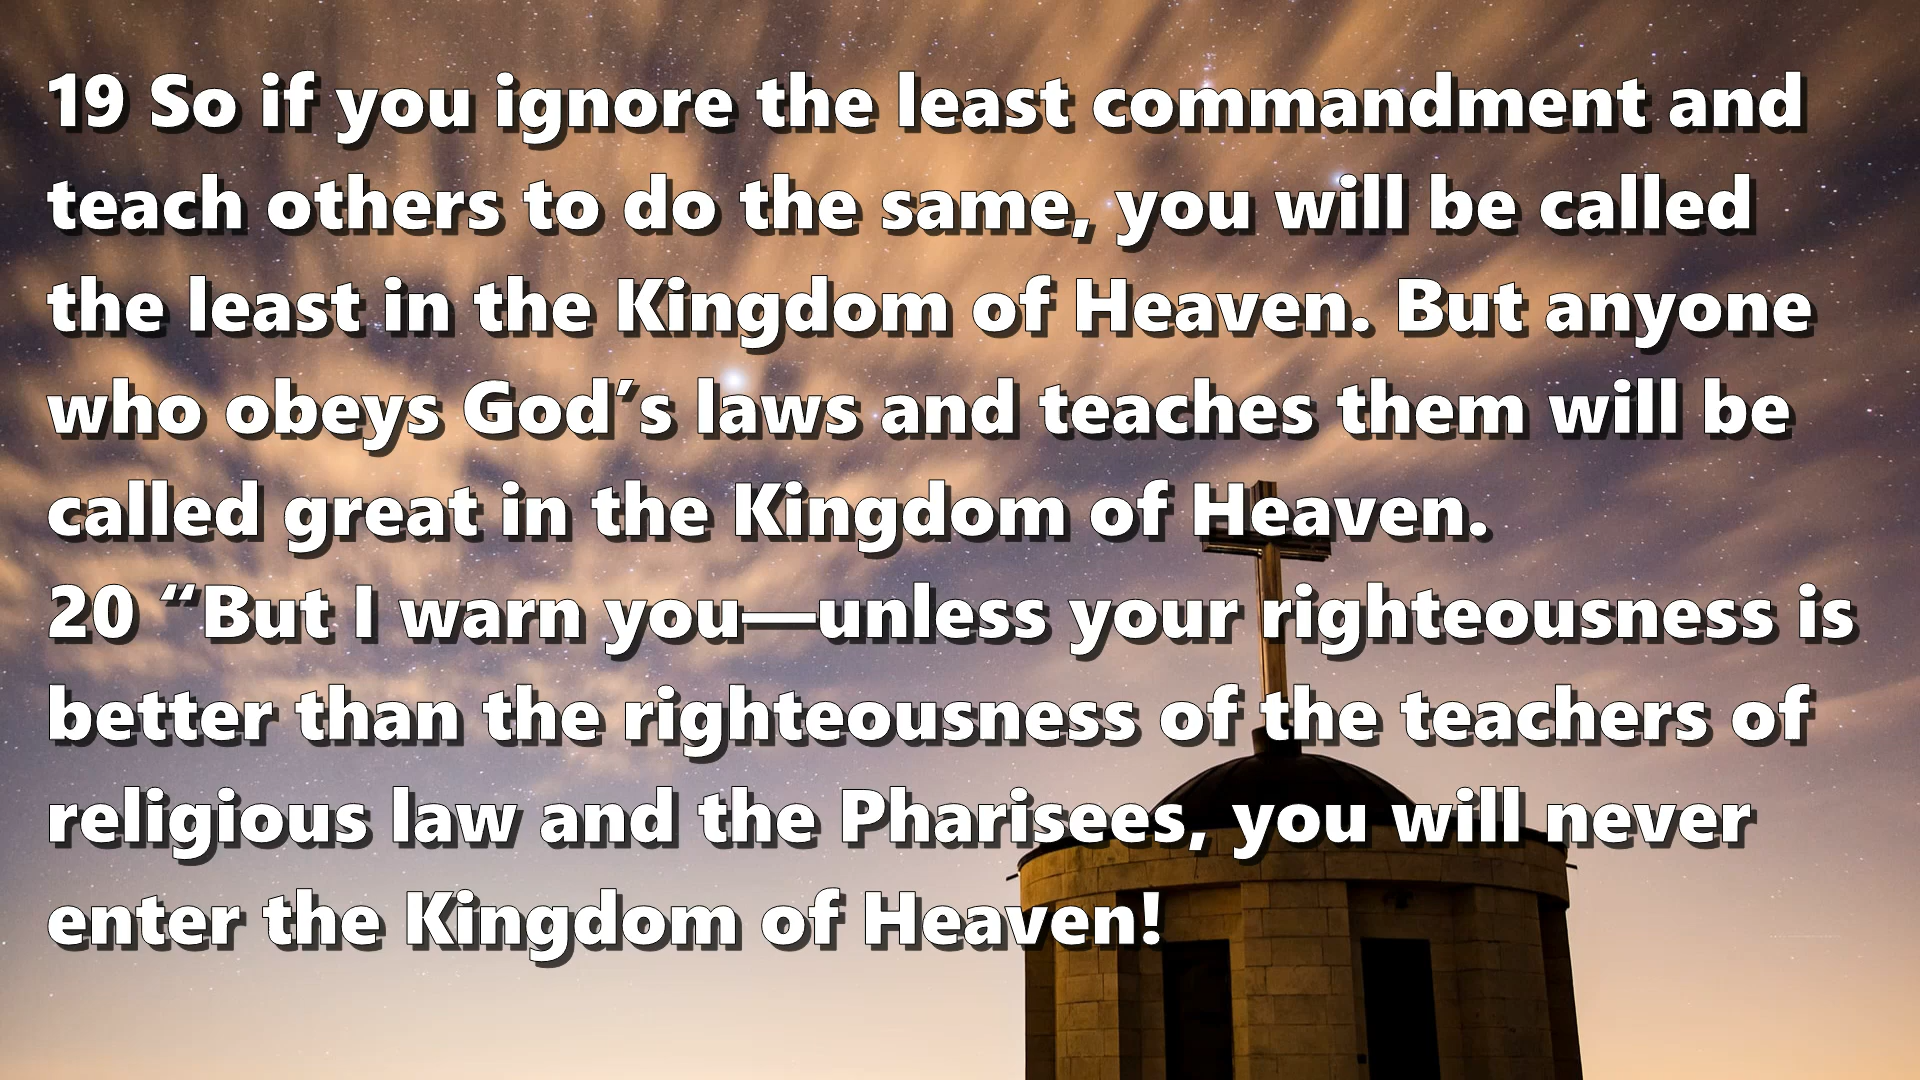 19 So if you ignore the least commandment and
teach others to do the same, you will be called
the least in the Kingdom of Heaven. But anyone
who obeys God’s laws and teaches them will be
called great in the Kingdom of Heaven.
20 “But I warn you—unless your righteousness is
better than the righteousness of the teachers of
religious law and the Pharisees, you will never
enter the Kingdom of Heaven!